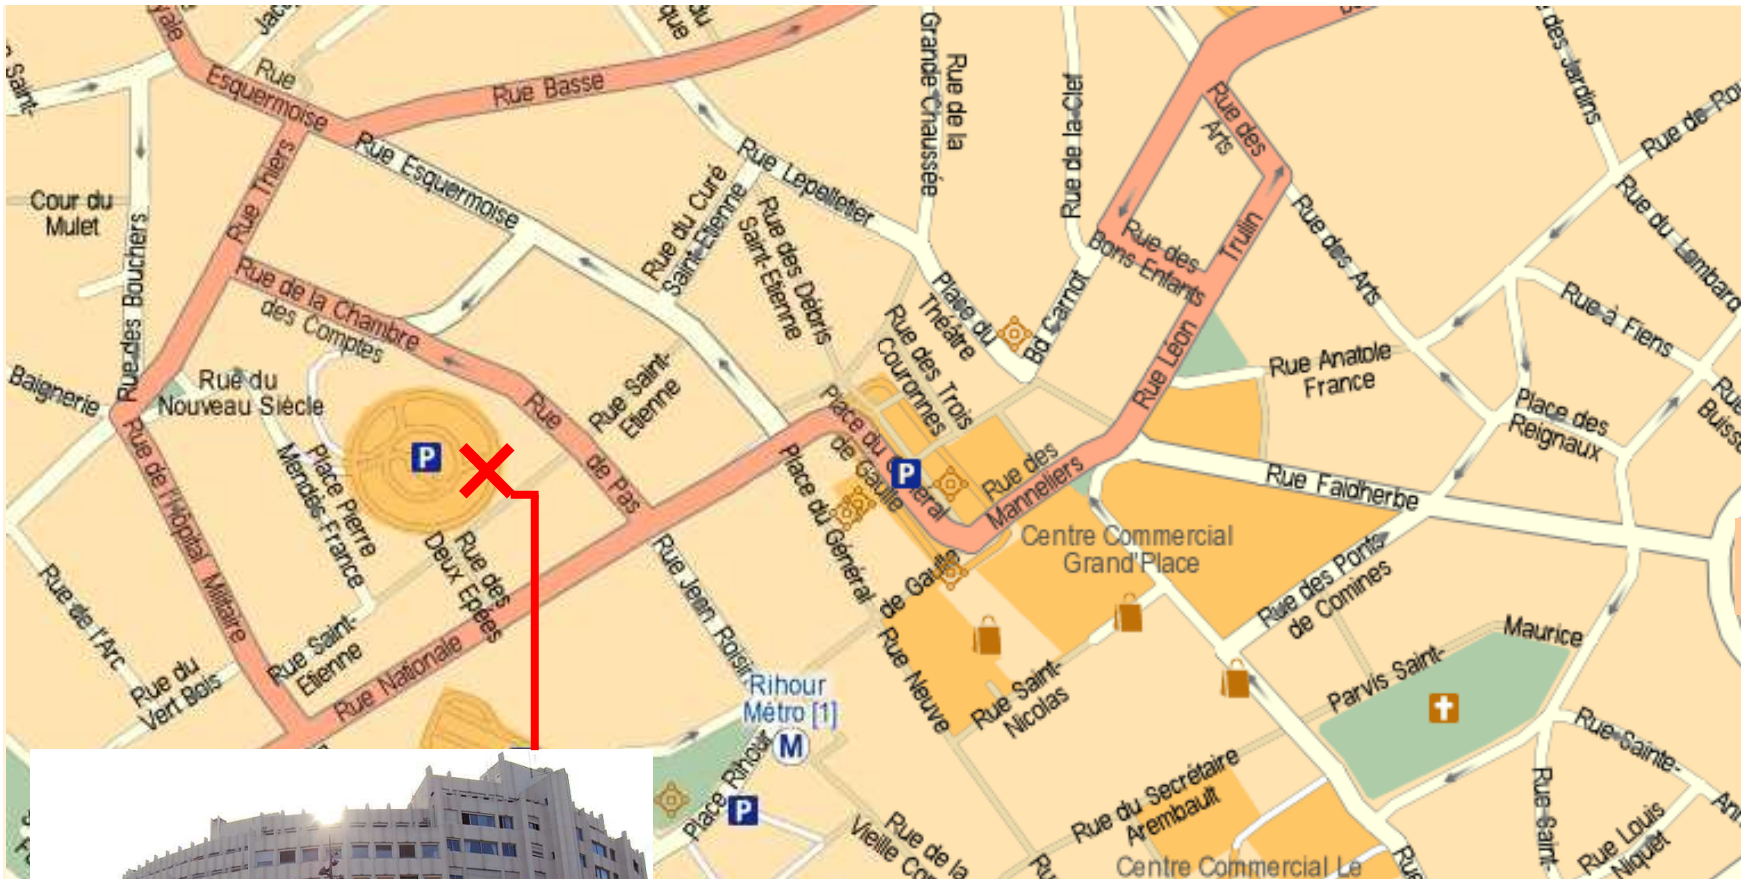 Esquermoise
Rue
Rue Basse
Rue Esquermoise
Rue Thiers
Cour du
Mulet
Rue des Bouchers
Rue de la Chambre
des Comptes
Baignerie
Rue du
Nouveau Siècle
Rue de l'Hôpital Militaire
Place Pierre
Mendès-France
P
Rue
de Pas
Rue Saint-
Etienne
Rue des
Deux Epées
Rue Saint-
Etienne
Rue Nationale
Rue de l'Arc
Rue du
Vert Bois
Rue Lepelletier
Rue du Curé
Saint-Etienne
Rue des Débris
Saint-Etienne
Rue de la
Grande Chaussée
Rue de la Clef
Place du
Théâtre
Rue des Trois
Couronnes
Bd Carnot
Rue des
Bons Enfants
Rue Léon
Trulin
Rue des
Arts
Rue des Arts
Rue Anatole
France
Place du Général
de Gaulle
P
Rue des
Manneliers
Place du Général
de Gaulle
Centre Commercial
Grand'Place
Rue Faidherbe
Rue des Ponts
de Comines
Place des
Reignaux
Rue à Fiens
Rue du Lombard
des Jardins
Rue de
Rue Jean Roisin
Rihour
Métro [1]
M
Place Rihour
P
Rue Neuve
Rue Saint-
Nicolas
Parvis Saint-
Maurice
Rue du Secrétaire
Arembault
Rue de la
Vieille
Centre Commercial Le
Rue Sainte-
Rue Saint-
Rue Louis
Niquet